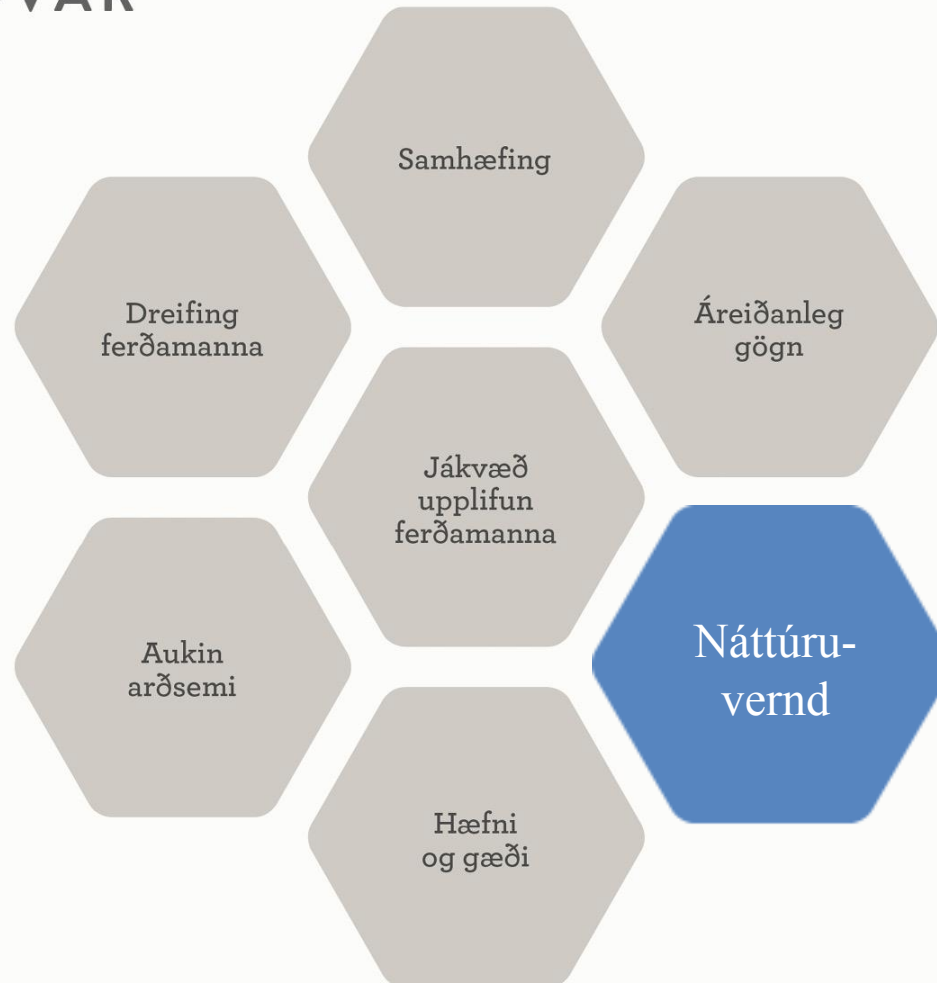 Samhæfing
Dreifing
ferðamanna
Áreiðanleg
gögn
Jákvæð
upplifun
ferðamanna
Aukin
arðsemi
Náttúru-
vernd
Hæfni
og gæði